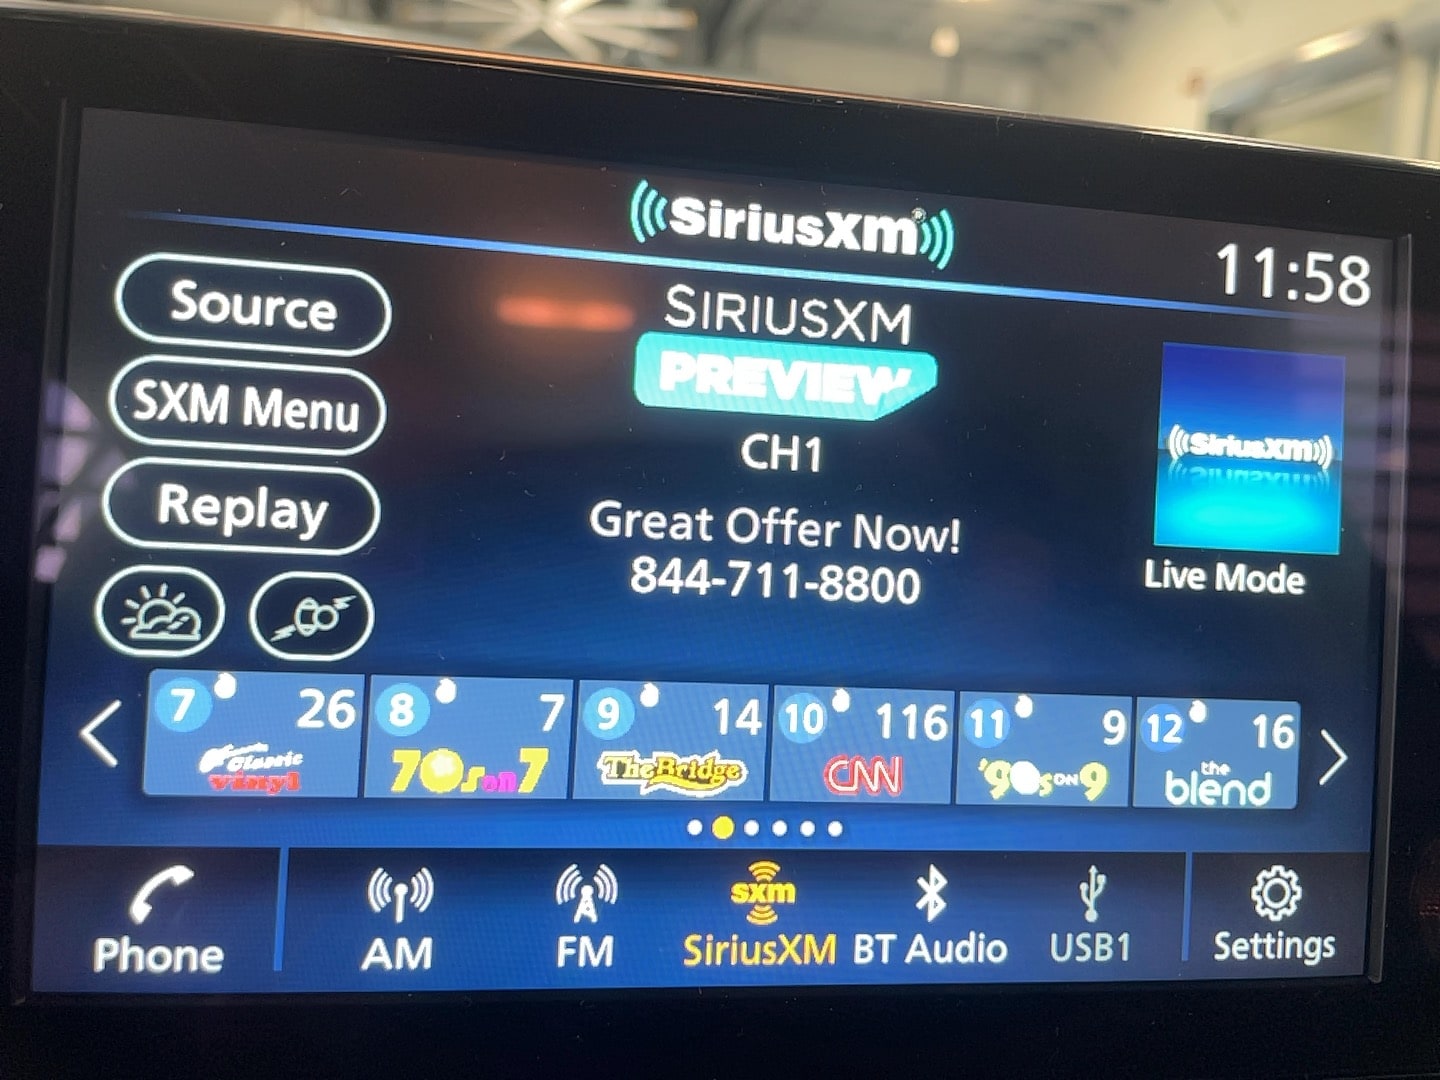 SiriusXM®
11:58
Source
SXM Menu
Replay
SIRIUSXM
PREVIEW
CH1
Great Offer Now!
844-711-8800
SiriusXM
Live Mode
7 26
Classic
vinyl
8 7
70s on 7
9 14
The Bridge
10 116
CNN
11 9
'90s ON 9
12 16
the
blend
Phone
AM
FM
sxm
SiriusXM
BT Audio
USB1
Settings